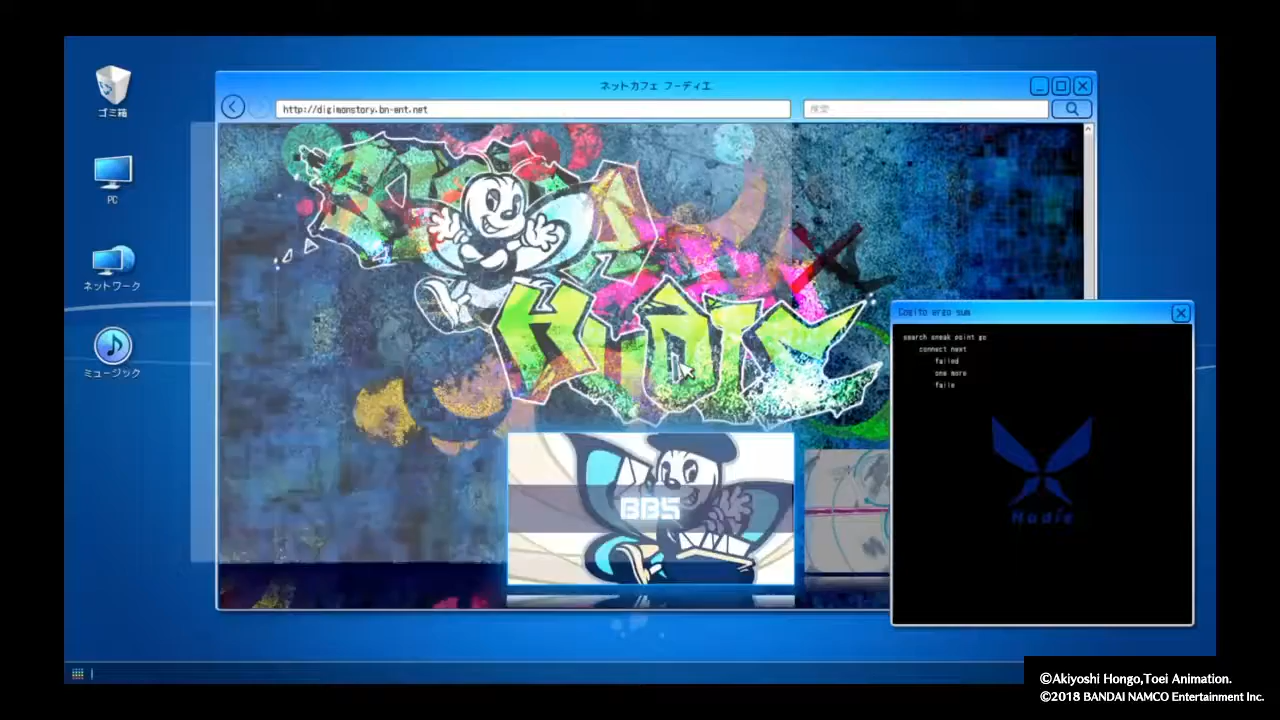 ネットカフェ フーディエ
http://digimonstory.bn-ent.net
検索
ゴミ箱
PC
ネットワーク
ミュージック
BBS
Cogito ergo sum
search sneak point go
connect next
failed
one more
faile
Hudie
©Akiyoshi Hongo,Toei Animation.
©2018 BANDAI NAMCO Entertainment Inc.